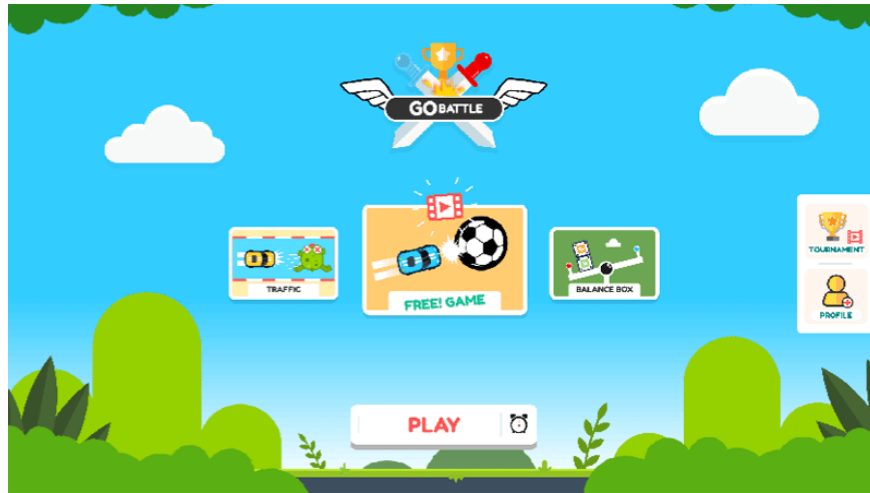 GO BATTLE
TRAFFIC
FREE! GAME
BALANCE BOX
TOURNAMENT
PROFILE
PLAY